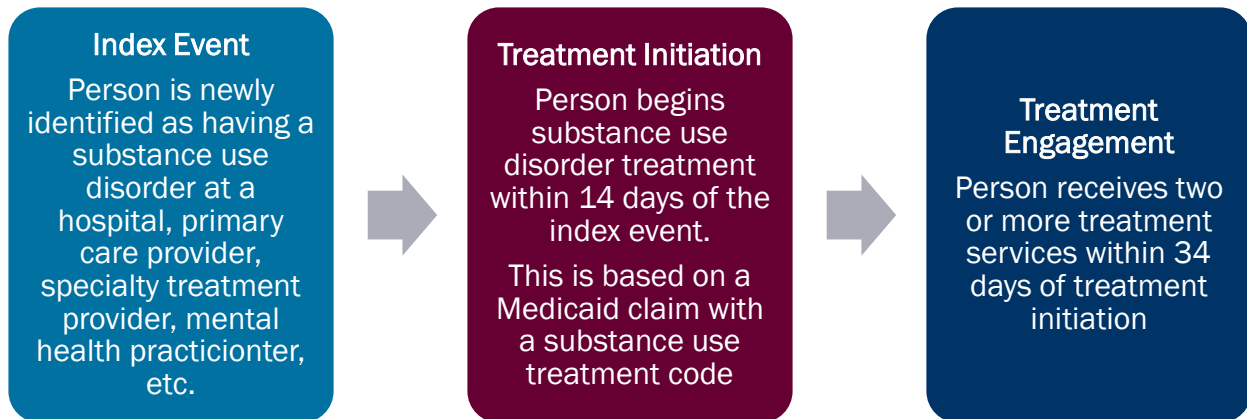 Index Event
Person is newly
identified as having a
substance use
disorder at a
hospital, primary
care provider,
specialty treatment
provider, mental
health practicionter,
etc.
Treatment Initiation
Person begins
substance use
disorder treatment
within 14 days of the
index event.
This is based on a
Medicaid claim with
a substance use
treatment code
Treatment
Engagement
Person receives two
or more treatment
services within 34
days of treatment
initiation